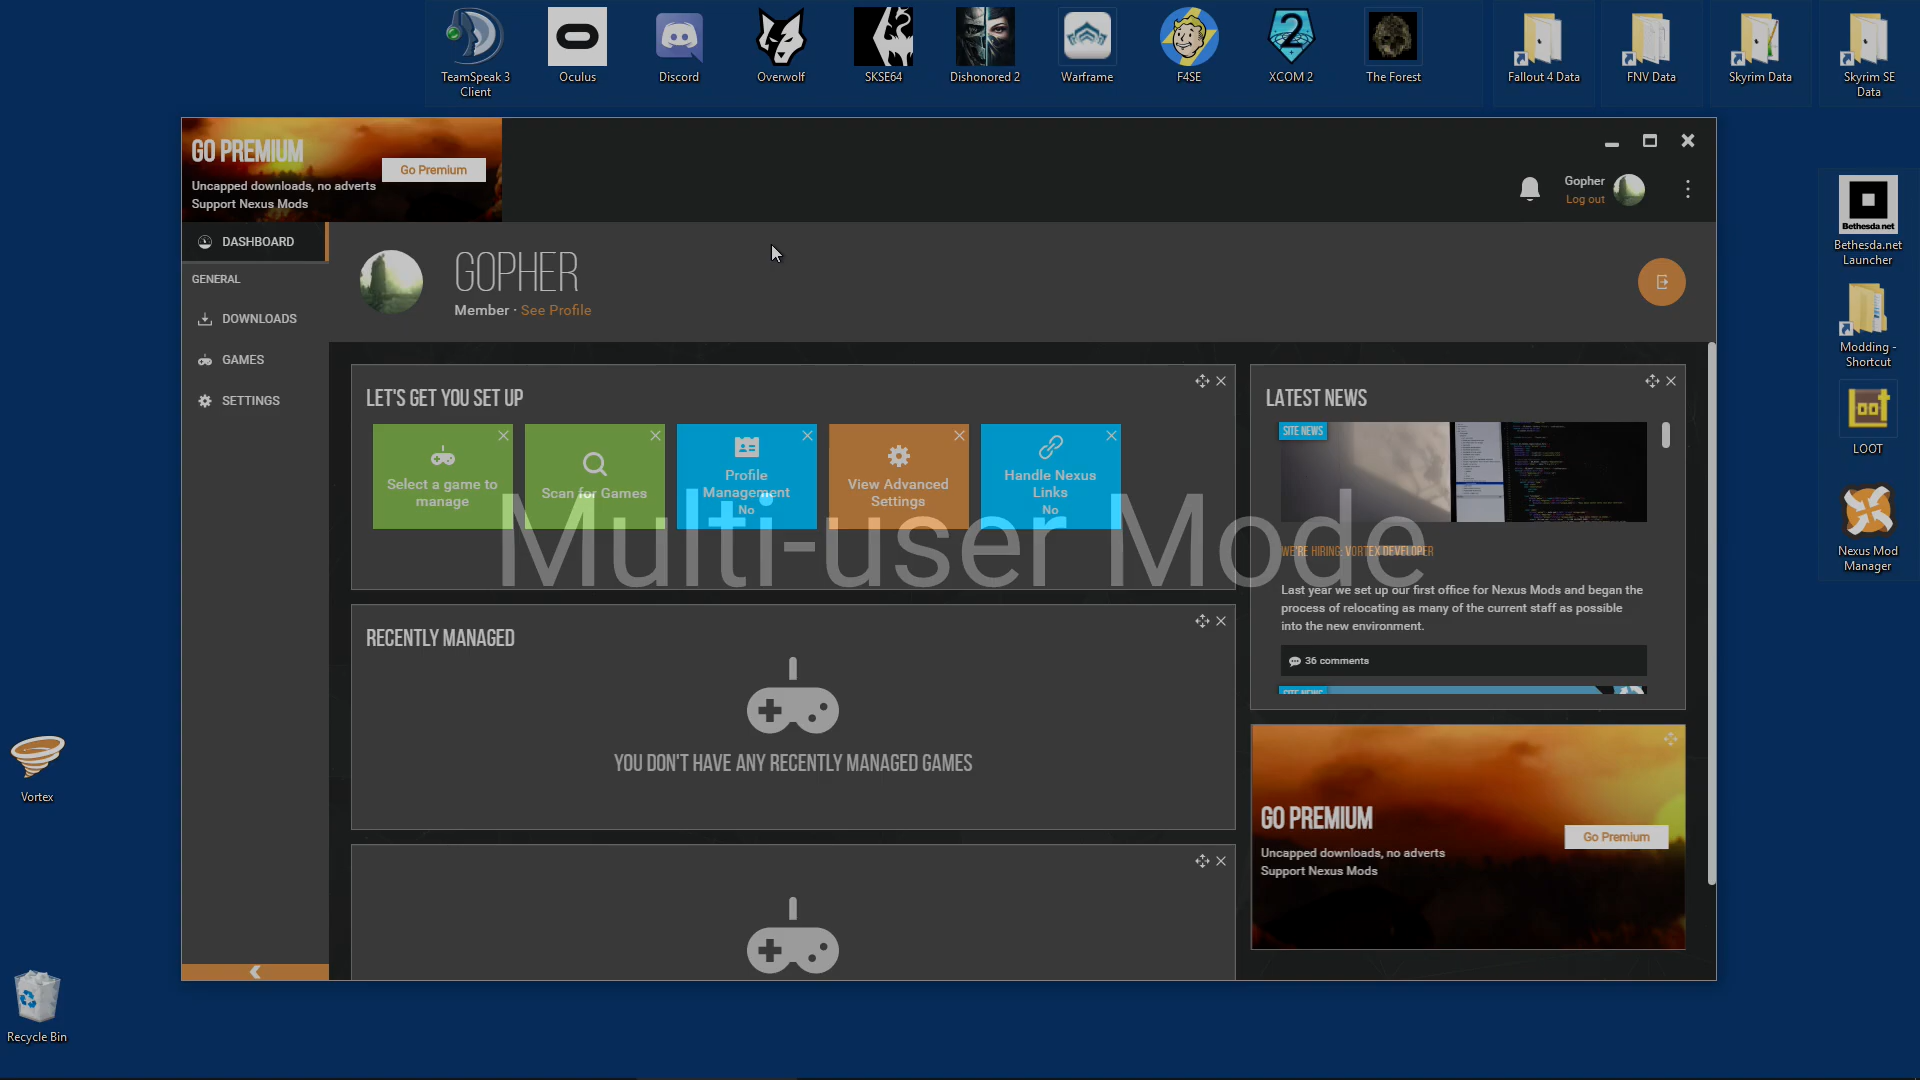 TeamSpeak 3
Client
Oculus
Discord
Overwolf
SKSE64
Dishonored 2
Warframe
F4SE
XCOM 2
The Forest
Fallout 4 Data
FNV Data
Skyrim Data
Skyrim SE
Data
GO PREMIUM
Go Premium
Uncapped downloads, no adverts
Support Nexus Mods
Gopher
Log out
DASHBOARD
GENERAL
DOWNLOADS
GAMES
SETTINGS
GOPHER
Member · See Profile
LET'S GET YOU SET UP
Select a game to
manage
Scan for Games
Profile
Management
No
View Advanced
Settings
Handle Nexus
Links
No
Multi-user Mode
RECENTLY MANAGED
YOU DON'T HAVE ANY RECENTLY MANAGED GAMES
LATEST NEWS
SITE NEWS
WE'RE HIRING: VORTEX DEVELOPER
Last year we set up our first office for Nexus Mods and began the
process of relocating as many of the current staff as possible
into the new environment.
36 comments
SITE NEWS
GO PREMIUM
Go Premium
Uncapped downloads, no adverts
Support Nexus Mods
Bethesda.net
Bethesda.net
Launcher
Modding -
Shortcut
LOOT
Nexus Mod
Manager
Vortex
Recycle Bin